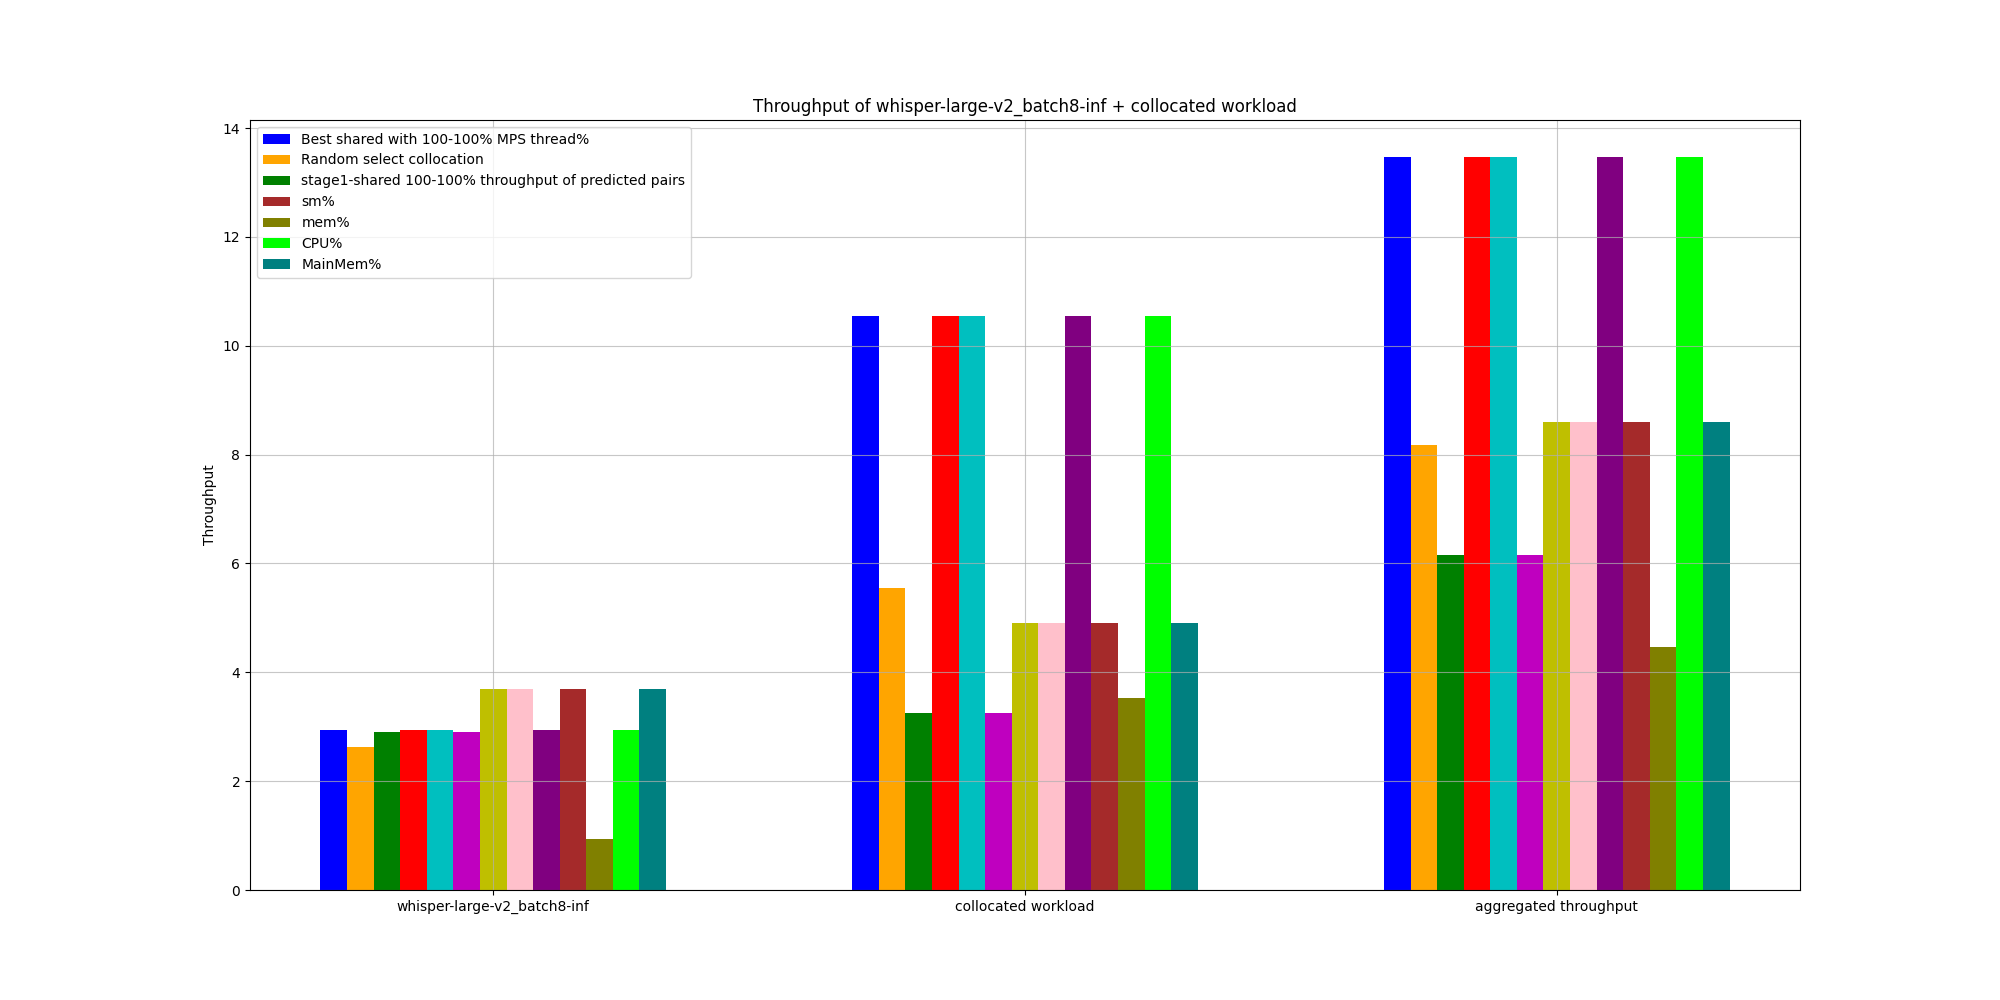 Throughput of whisper-large-v2_batch8-inf + collocated workload
Best shared with 100-100% MPS thread%
Random select collocation
stage1-shared 100-100% throughput of predicted pairs
sm%
mem%
CPU%
MainMem%
Throughput
14
12
10
8
6
4
2
0
whisper-large-v2_batch8-inf
collocated workload
aggregated throughput